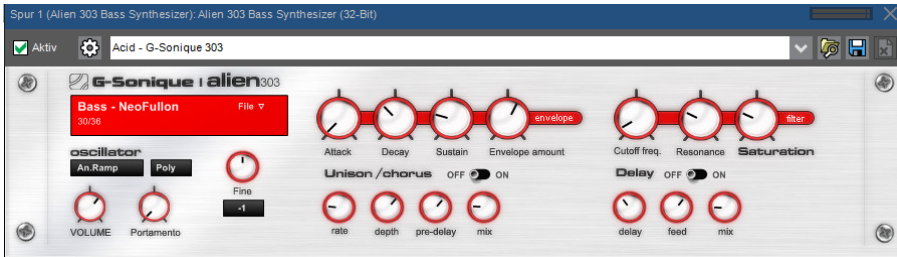 Spur 1 (Alien 303 Bass Synthesizer): Alien 303 Bass Synthesizer (32-Bit)
Aktiv
Acid - G-Sonique 303
G-Sonique | alien303
Bass - NeoFullon File
30/36
envelope
filter
Attack Decay Sustain Envelope amount
Cutoff freq. Resonance Saturation
oscillator
An.Ramp Poly
Fine
-1
VOLUME Portamento
Unison /chorus OFF ON
rate depth pre-delay mix
Delay OFF ON
delay feed mix